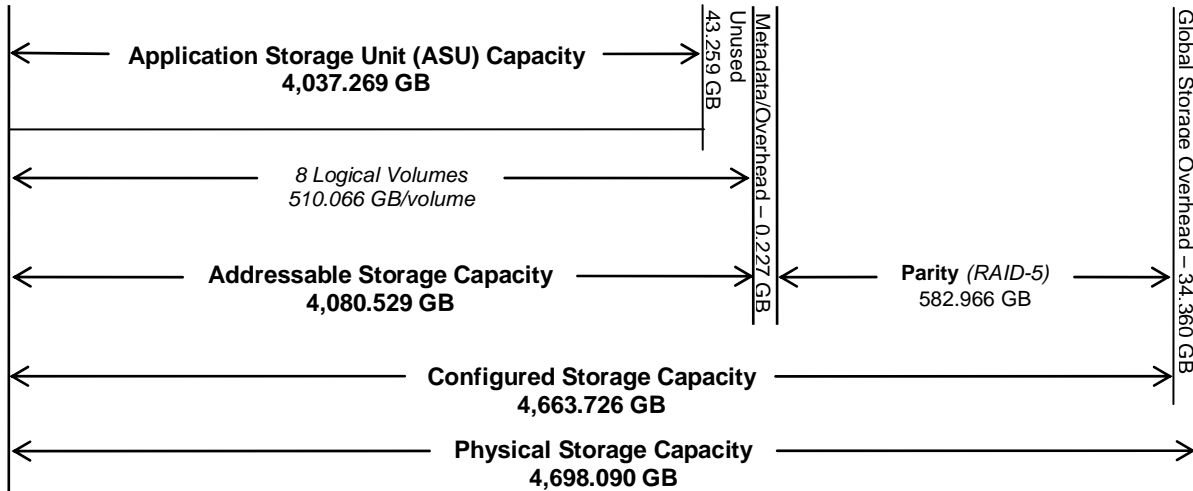 Application Storage Unit (ASU) Capacity
4,037.269 GB
Unused
43.259 GB
Metadata/Overhead – 0.227 GB
Global Storage Overhead – 34.360 GB
8 Logical Volumes
510.066 GB/volume
Addressable Storage Capacity
4,080.529 GB
Parity (RAID-5)
582.966 GB
Configured Storage Capacity
4,663.726 GB
Physical Storage Capacity
4,698.090 GB